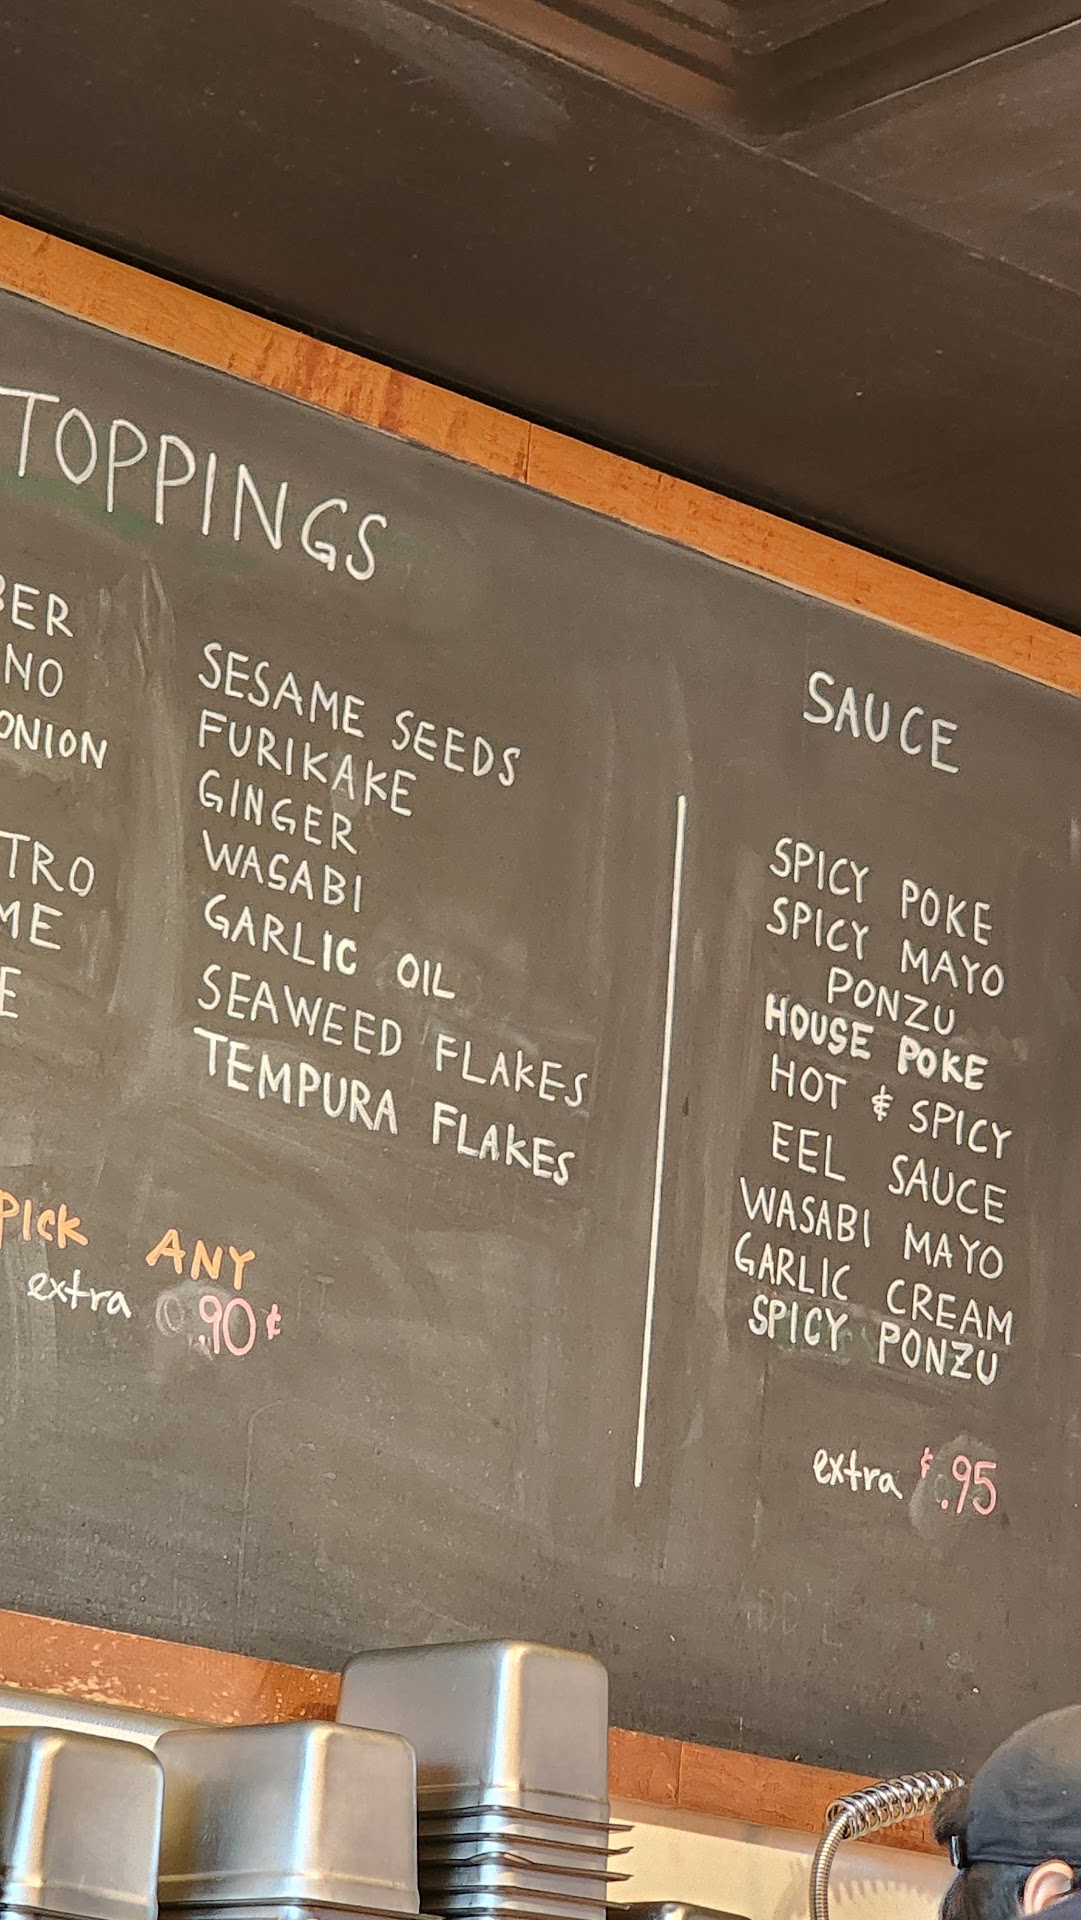 TOPPINGS
ONION
SESAME SEEDS
FURIKAKE
GINGER
WASABI
GARLIC OIL
SEAWEED FLAKES
TEMPURA FLAKES
PICK ANY
extra .90¢
SAUCE
SPICY POKE
SPICY MAYO
PONZU
HOUSE POKE
HOT & SPICY
EEL SAUCE
WASABI MAYO
GARLIC CREAM
SPICY PONZU
extra ¢.95